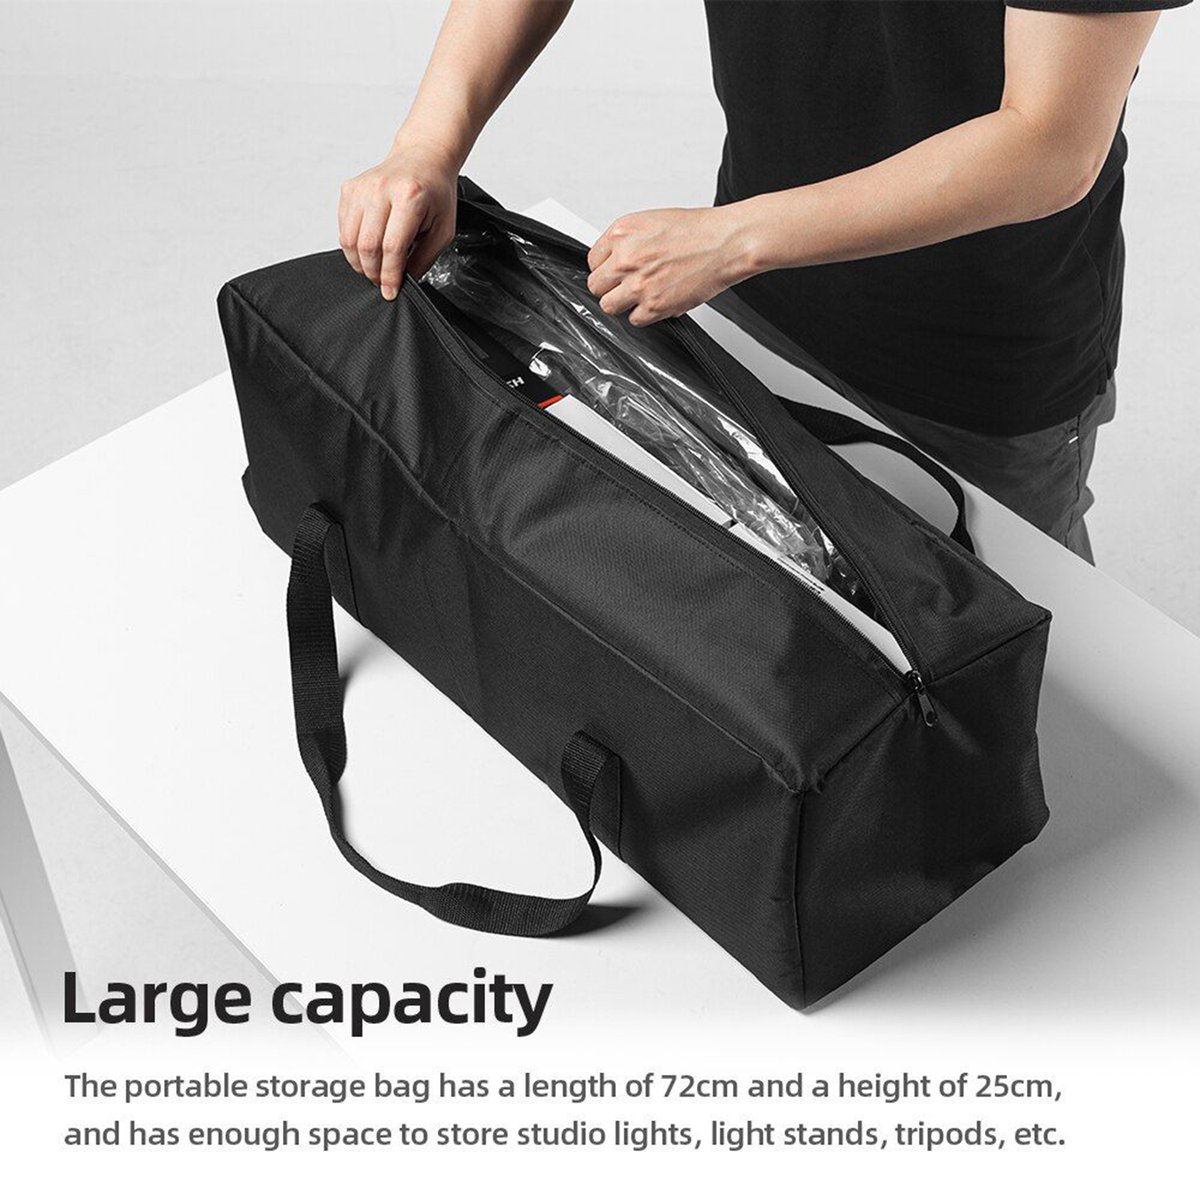 Large capacity
The portable storage bag has a length of 72cm and a height of 25cm,
and has enough space to store studio lights, light stands, tripods, etc.